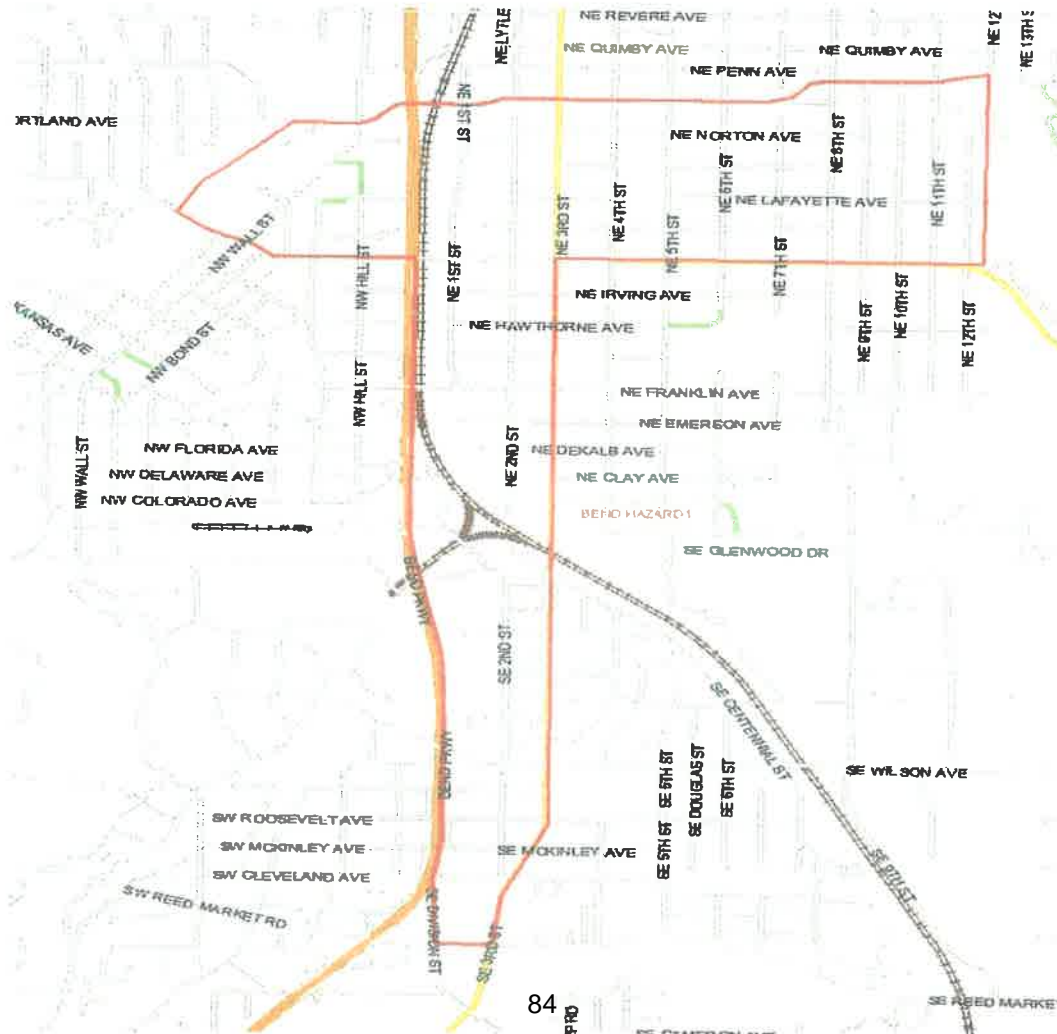 NE REVERE AVE
NE QUIMBY AVE
NE QUIMBY AVE
NE PENN AVE
NE LYTLE
NE 12
NE 13TH S
NE 1ST ST
ORTLAND AVE
NE NORTON AVE
NE 8TH ST
NE 6TH ST
NE LAFAYETTE AVE
NE 11TH ST
NE 4TH ST
NE 3RD ST
NE 5TH ST
NW WALL ST
NW HILL ST
NE 1ST ST
NE 7TH ST
NE IRVING AVE
NE HAWTHORNE AVE
NE 9TH ST
NE 10TH ST
NE 12TH ST
KANSAS AVE
NW BOND ST
NW HILL ST
NE FRANKLIN AVE
NE EMERSON AVE
NW WALL ST
NW FLORIDA AVE
NE 2ND ST
NE DEKALB AVE
NW DELAWARE AVE
NE CLAY AVE
NW COLORADO AVE
BEND HAZARD 1
SE GLENWOOD DR
BEND PKWY
SE 2ND ST
SE CENTENNIAL ST
BEND PKWY
SE 5TH ST
SE DOUGLAS ST
SE 6TH ST
SE WILSON AVE
SW ROOSEVELT AVE
SW MCKINLEY AVE
SE MCKINLEY AVE
SE 5TH ST
SW CLEVELAND AVE
SE 9TH ST
SW REED MARKET RD
SE DIVISION ST
SE 3RD ST
84
P RD
SE REED MARKE